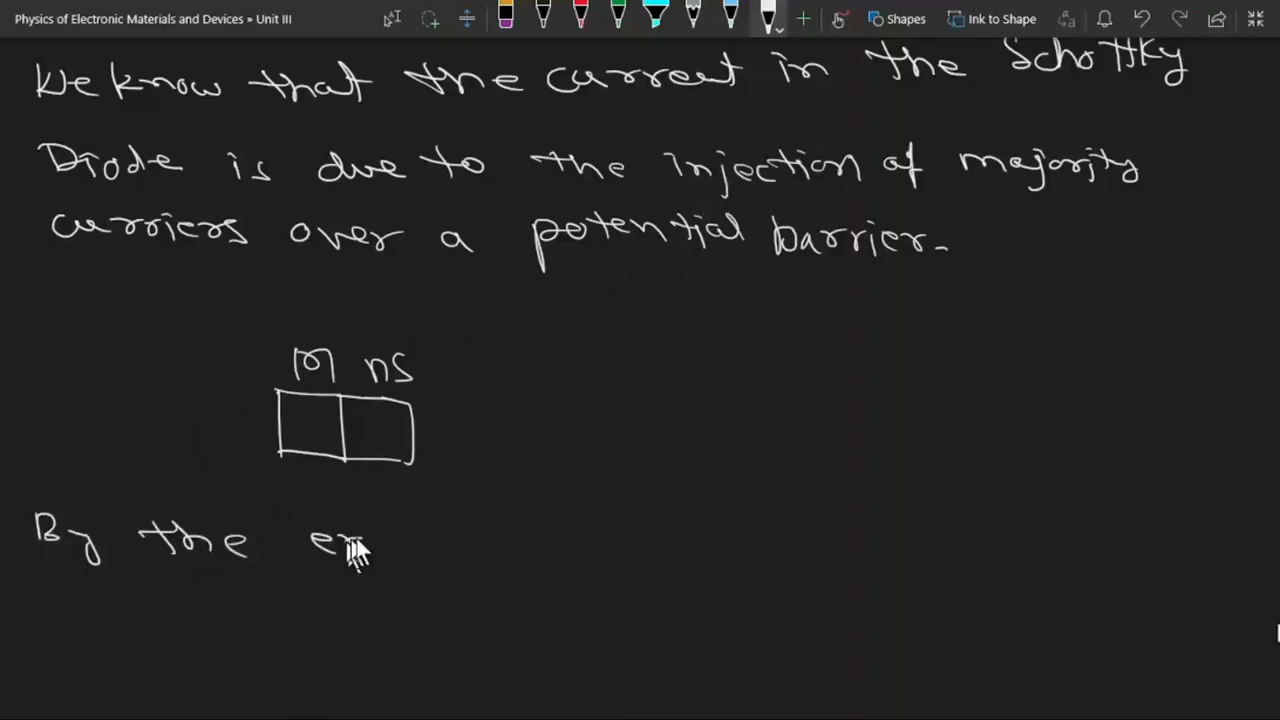 Physics of Electronic Materials and Devices » Unit III
Shapes
Ink to Shape
We know that the current in the Schottky
Diode is due to the injection of majority
curriers over a potential barrier.
M nS
By the